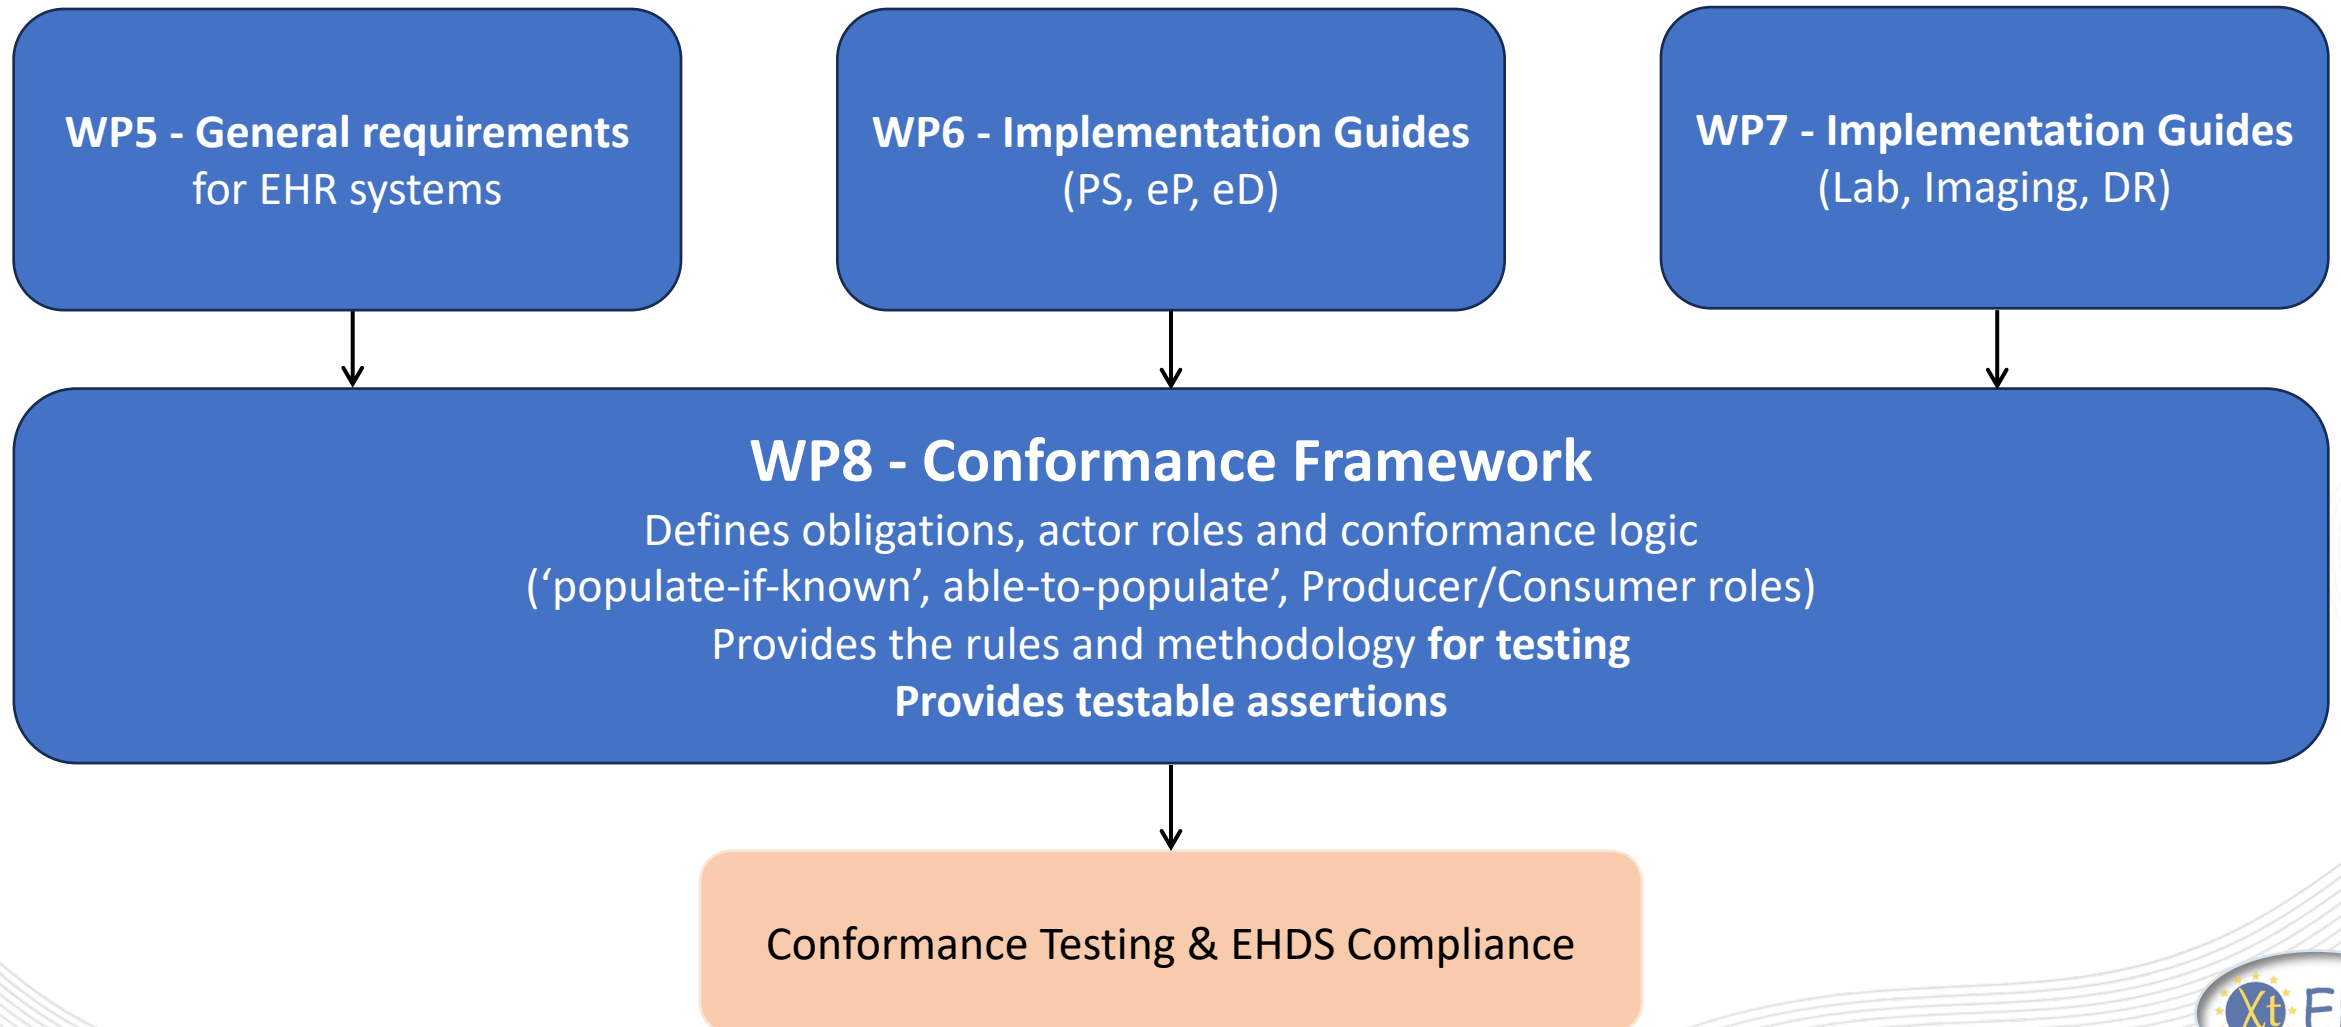 WP5 - General requirements
for EHR systems
WP6 - Implementation Guides
(PS, eP, eD)
WP7 - Implementation Guides
(Lab, Imaging, DR)
WP8 - Conformance Framework
Defines obligations, actor roles and conformance logic
(‘populate-if-known’, able-to-populate’, Producer/Consumer roles)
Provides the rules and methodology for testing
Provides testable assertions
Conformance Testing & EHDS Compliance
Xt